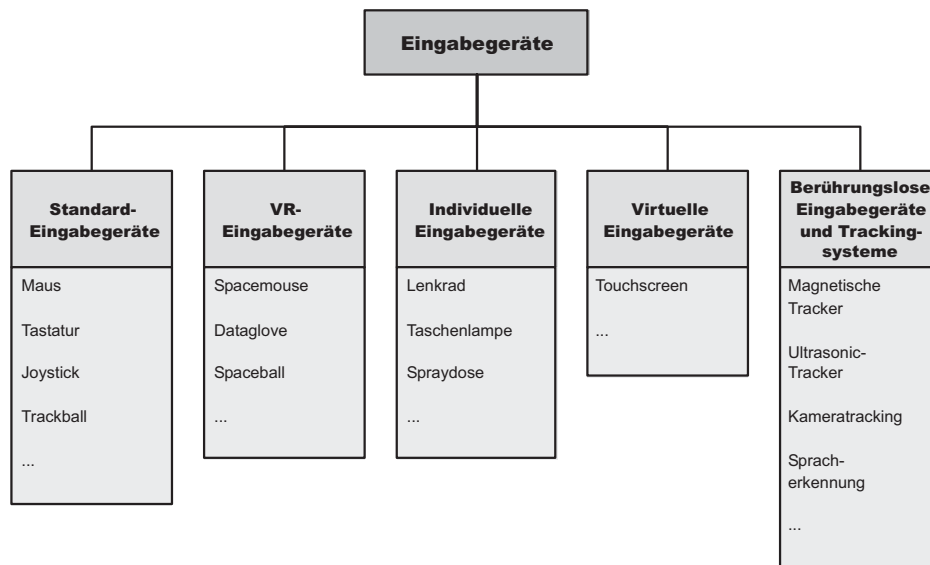 Eingabegeräte
Standard-
Eingabegeräte
Maus
Tastatur
Joystick
Trackball
...
VR-
Eingabegeräte
Spacemouse
Dataglove
Spaceball
...
Individuelle
Eingabegeräte
Lenkrad
Taschenlampe
Spraydose
...
Virtuelle
Eingabegeräte
Touchscreen
...
Berührungslose
Eingabegeräte
und Tracking-
systeme
Magnetische
Tracker
Ultrasonic-
Tracker
Kameratracking
Sprach-
erkennung
...